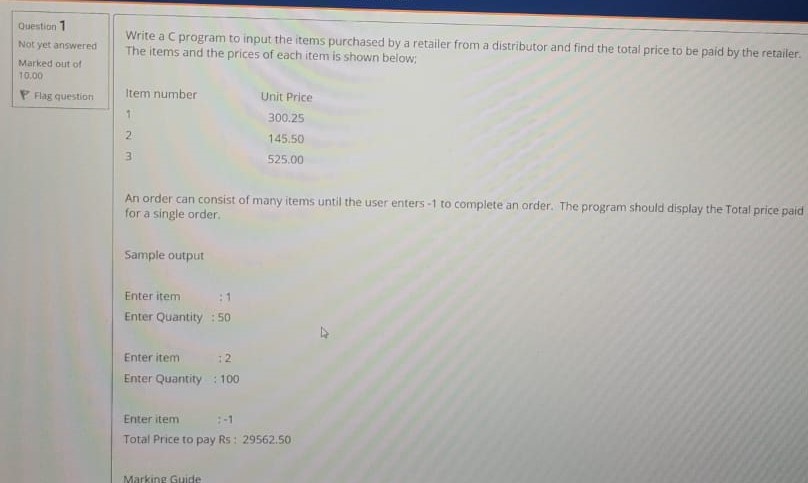 Question 1
Not yet answered
Marked out of
10.00
Flag question
Write a C program to input the items purchased by a retailer from a distributor and find the total price to be paid by the retailer.
The items and the prices of each item is shown below;
Item number Unit Price
1 300.25
2 145.50
3 525.00
An order can consist of many items until the user enters -1 to complete an order. The program should display the Total price paid
for a single order.
Sample output
Enter item : 1
Enter Quantity : 50
Enter item : 2
Enter Quantity : 100
Enter item : -1
Total Price to pay Rs : 29562.50
Marking Guide